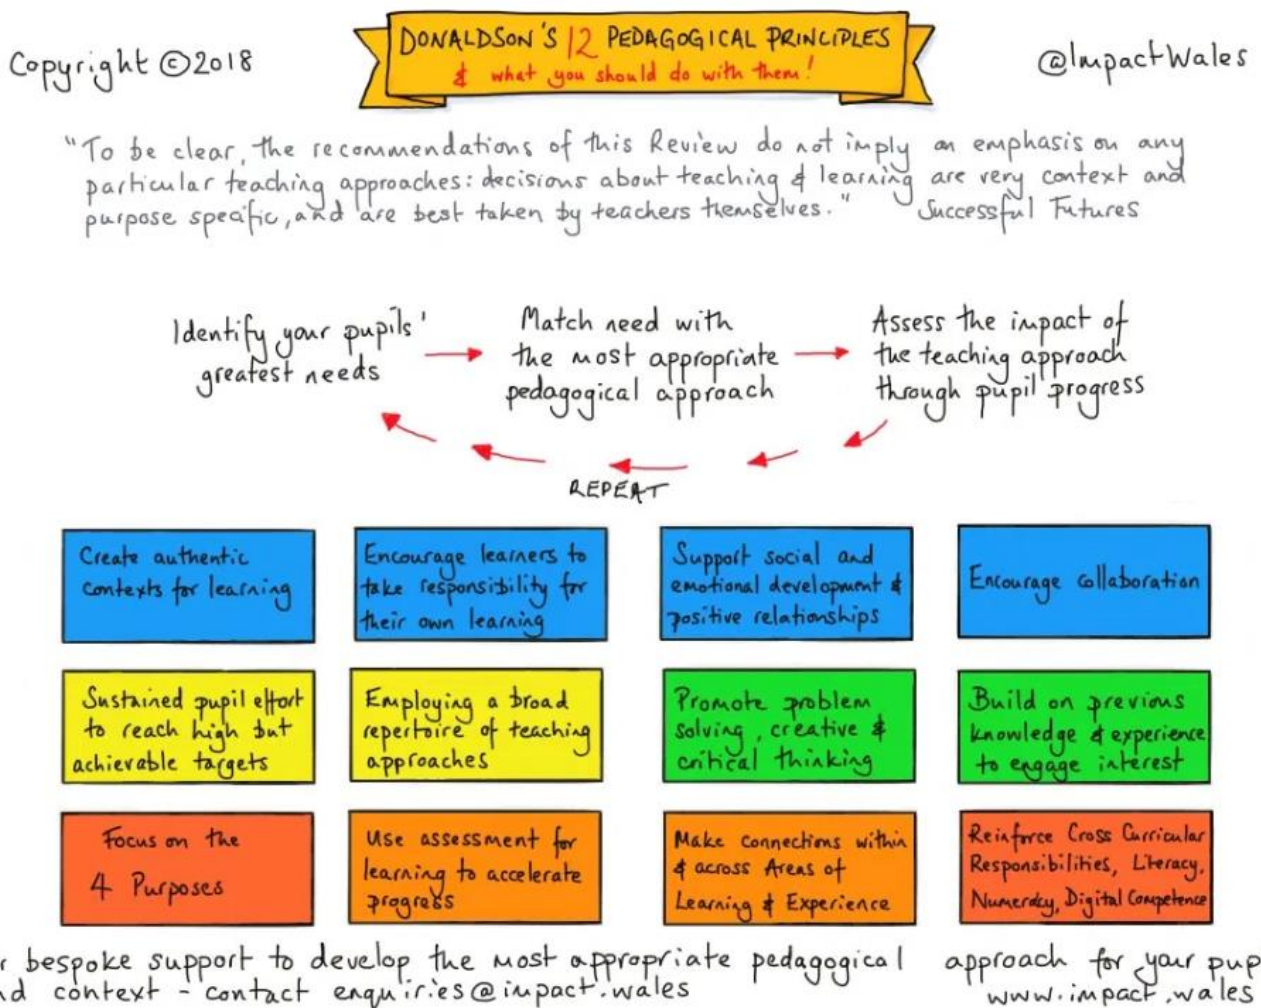 Copyright ©2018
DONALDSON'S 12 PEDAGOGICAL PRINCIPLES
& what you should do with them!
@ImpactWales
"To be clear, the recommendations of this Review do not imply an emphasis on any
particular teaching approaches: decisions about teaching & learning are very context and
purpose specific, and are best taken by teachers themselves." Successful Futures
Identify your pupils'
greatest needs
Match need with
the most appropriate
pedagogical approach
Assess the impact of
the teaching approach
through pupil progress
REPEAT
Create authentic
contexts for learning
Encourage learners to
take responsibility for
their own learning
Support social and
emotional development &
positive relationships
Encourage collaboration
Sustained pupil effort
to reach high but
achievable targets
Employing a broad
repertoire of teaching
approaches
Promote problem
solving, creative &
critical thinking
Build on previous
knowledge & experience
to engage interest
Focus on the
4 Purposes
Use assessment for
learning to accelerate
progress
Make connections within
& across Areas of
Learning & Experience
Reinforce Cross Curricular
Responsibilities, Literacy,
Numeracy, Digital Competence
bespoke support to develop the most appropriate pedagogical approach for your
context - contact enquiries@impact.wales www.impact.wales